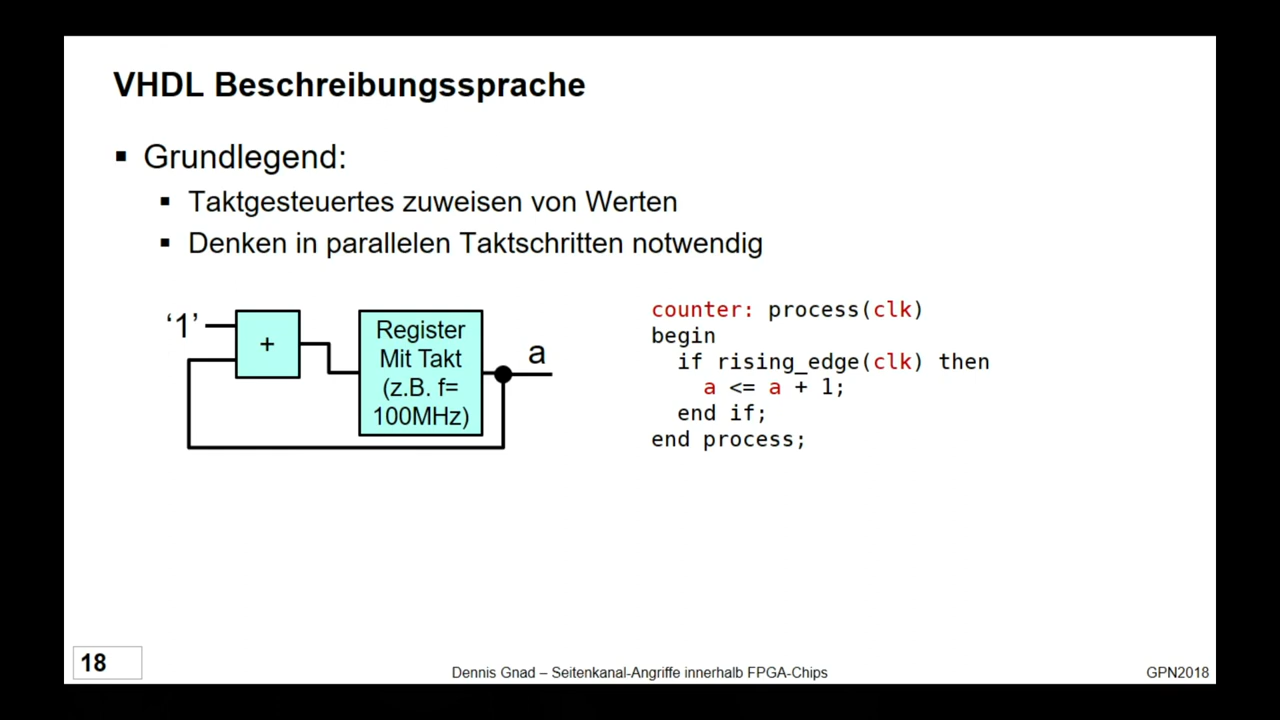 VHDL Beschreibungssprache
▪ Grundlegend:
▪ Taktgesteuertes zuweisen von Werten
▪ Denken in parallelen Taktschritten notwendig
‘1’
+
Register
Mit Takt
(z.B. f=
100MHz)
a
counter: process(clk)
begin
  if rising_edge(clk) then
    a <= a + 1;
  end if;
end process;
18
Dennis Gnad – Seitenkanal-Angriffe innerhalb FPGA-Chips
GPN2018